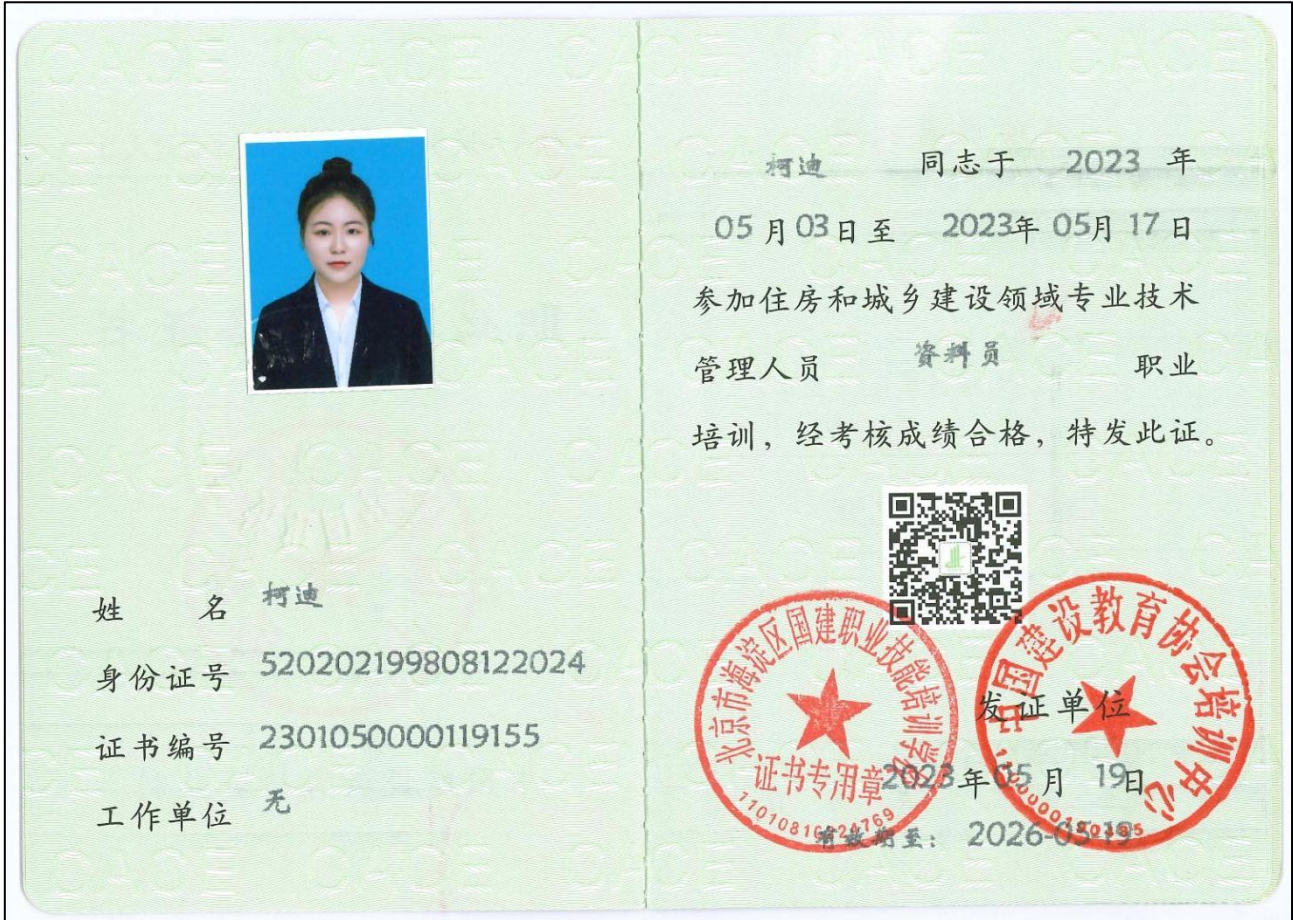 姓 名 柯迪
身份证号 520202199808122024
证书编号 2301050000119155
工作单位 无
柯迪 同志于 2023 年
05 月 03 日至 2023年 05月 17 日
参加住房和城乡建设领域专业技术
管理人员 资料员 职业
培训，经考核成绩合格，特发此证。
北京市海淀区国建职业技能培训学校
证书专用章
中国建设教育协会培训中心
发证单位
2023 年 05 月 19日
有效期至： 2026-05-19
CACE